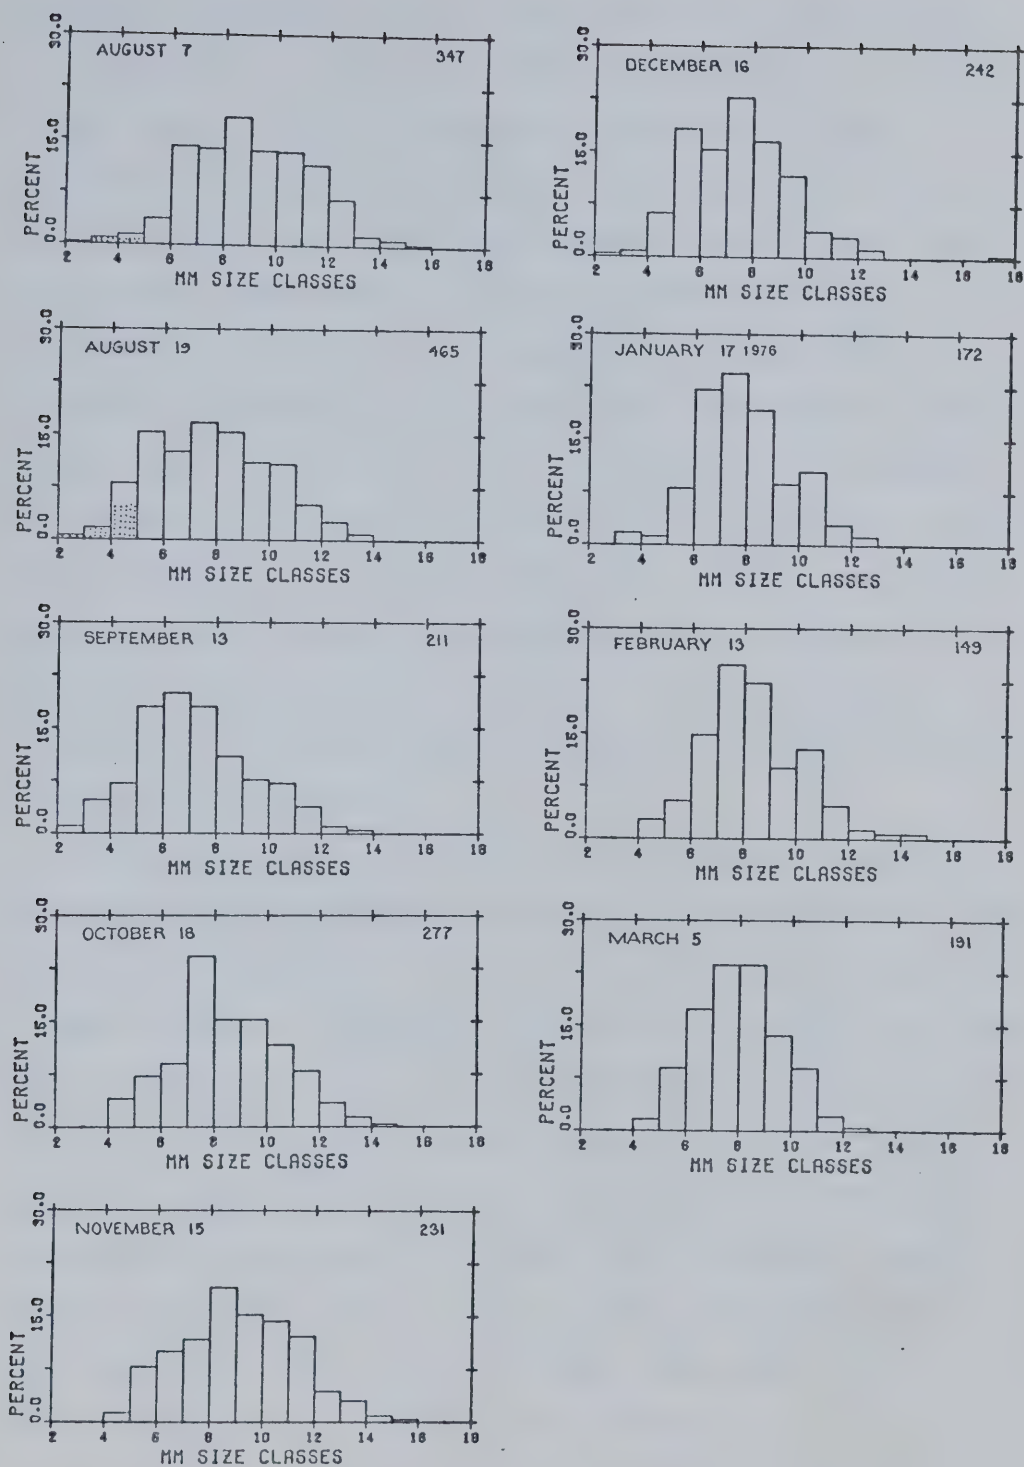 AUGUST 7 347
30.0
15.0
0.0
PERCENT
2 4 6 8 10 12 14 16 18
MM SIZE CLASSES
AUGUST 19 465
30.0
15.0
0.0
PERCENT
2 4 6 8 10 12 14 16 18
MM SIZE CLASSES
SEPTEMBER 13 211
30.0
15.0
0.0
PERCENT
2 4 6 8 10 12 14 16 18
MM SIZE CLASSES
OCTOBER 18 277
30.0
15.0
0.0
PERCENT
2 4 6 8 10 12 14 16 18
MM SIZE CLASSES
NOVEMBER 15 231
30.0
15.0
0.0
PERCENT
2 4 6 8 10 12 14 16 18
MM SIZE CLASSES
DECEMBER 16 242
30.0
15.0
0.0
PERCENT
2 4 6 8 10 12 14 16 18
MM SIZE CLASSES
JANUARY 17 1976 172
30.0
15.0
0.0
PERCENT
2 4 6 8 10 12 14 16 18
MM SIZE CLASSES
FEBRUARY 13 149
30.0
15.0
0.0
PERCENT
2 4 6 8 10 12 14 16 18
MM SIZE CLASSES
MARCH 5 191
30.0
15.0
0.0
PERCENT
2 4 6 8 10 12 14 16 18
MM SIZE CLASSES